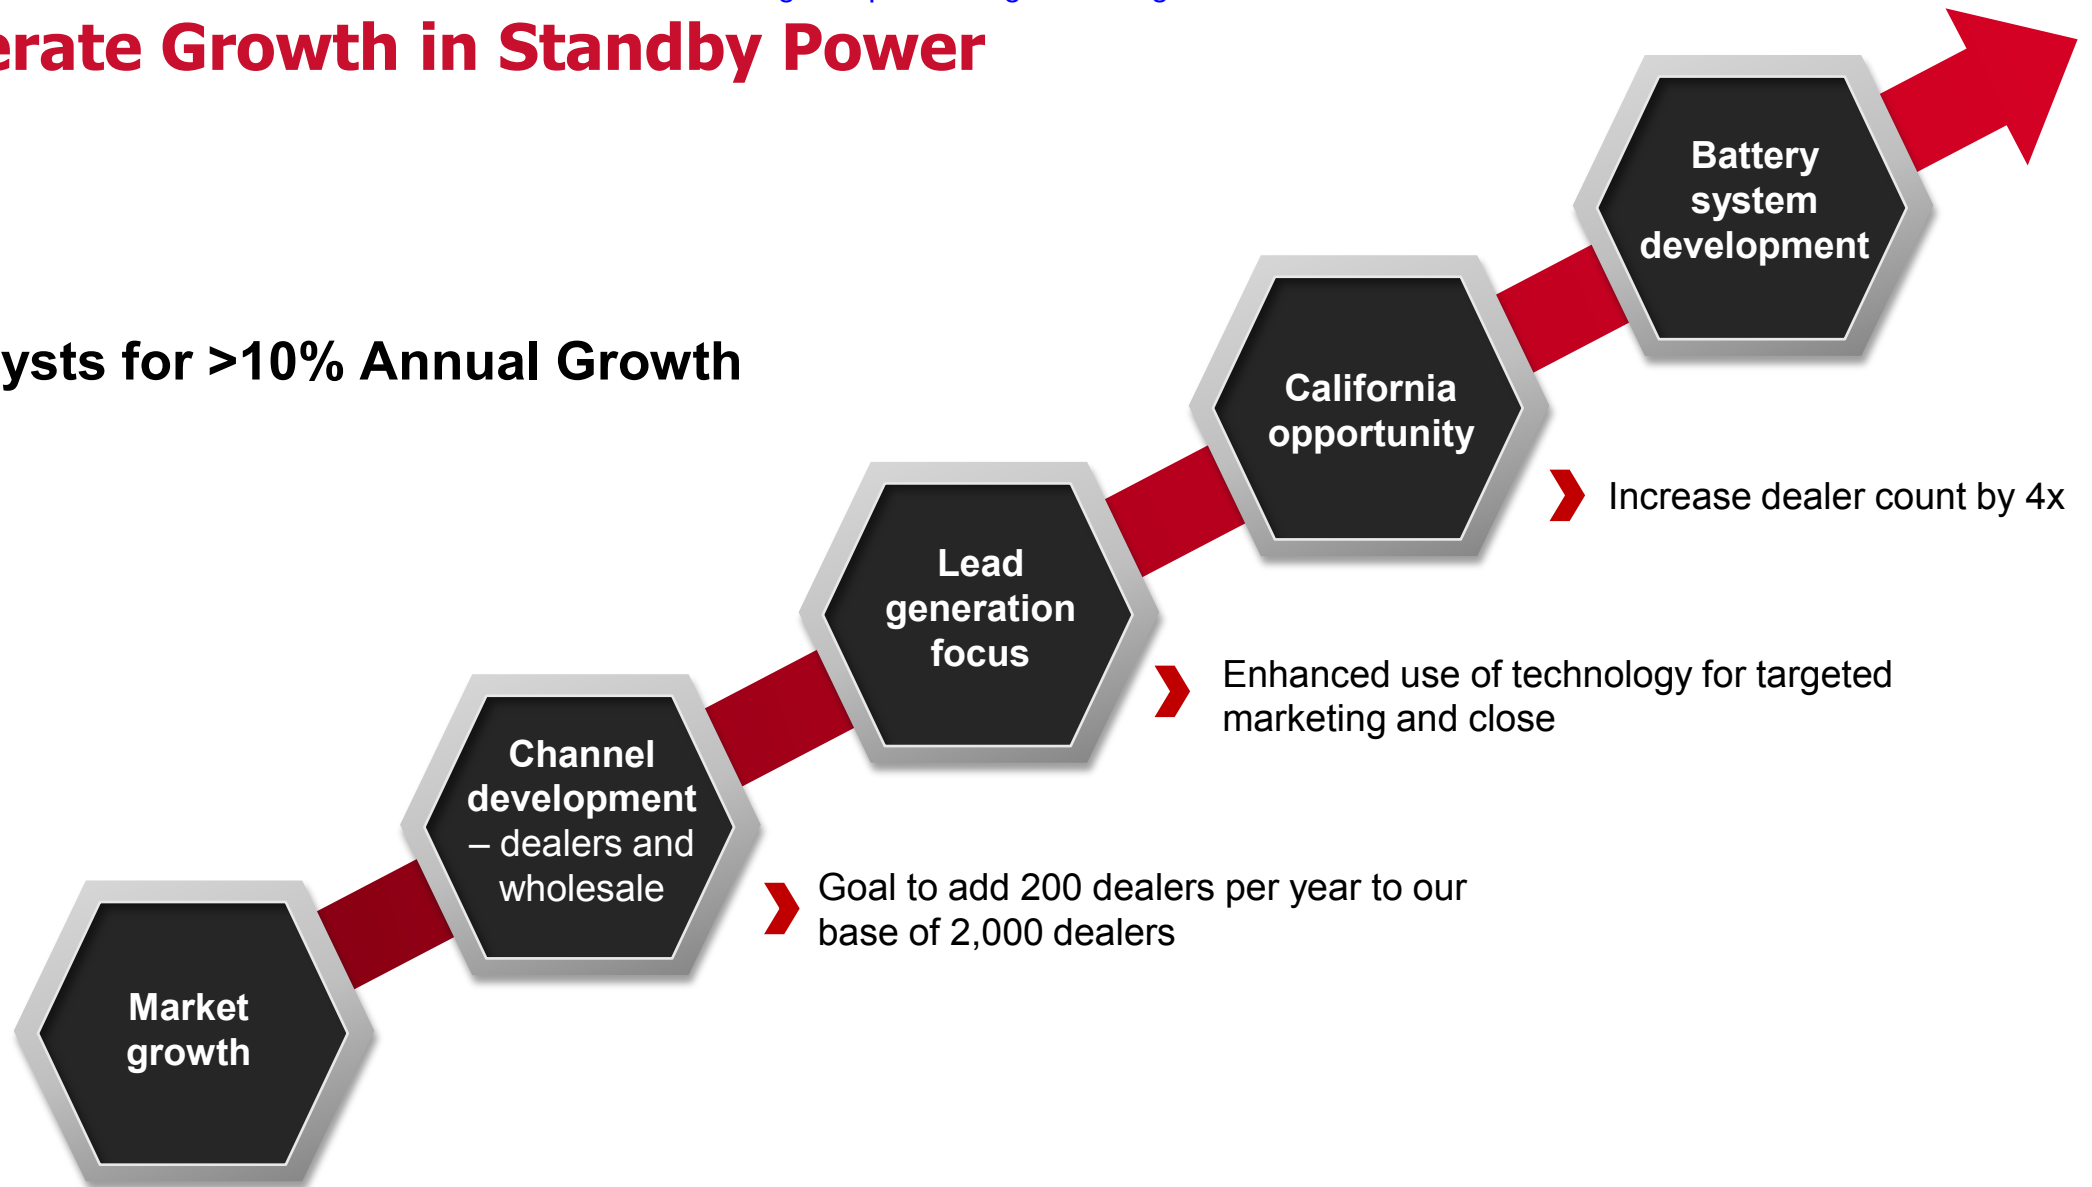 erate Growth in Standby Power
ysts for >10% Annual Growth
Battery
system
development
California
opportunity
Increase dealer count by 4x
Lead
generation
focus
Enhanced use of technology for targeted
marketing and close
Channel
development
– dealers and
wholesale
Goal to add 200 dealers per year to our
base of 2,000 dealers
Market
growth